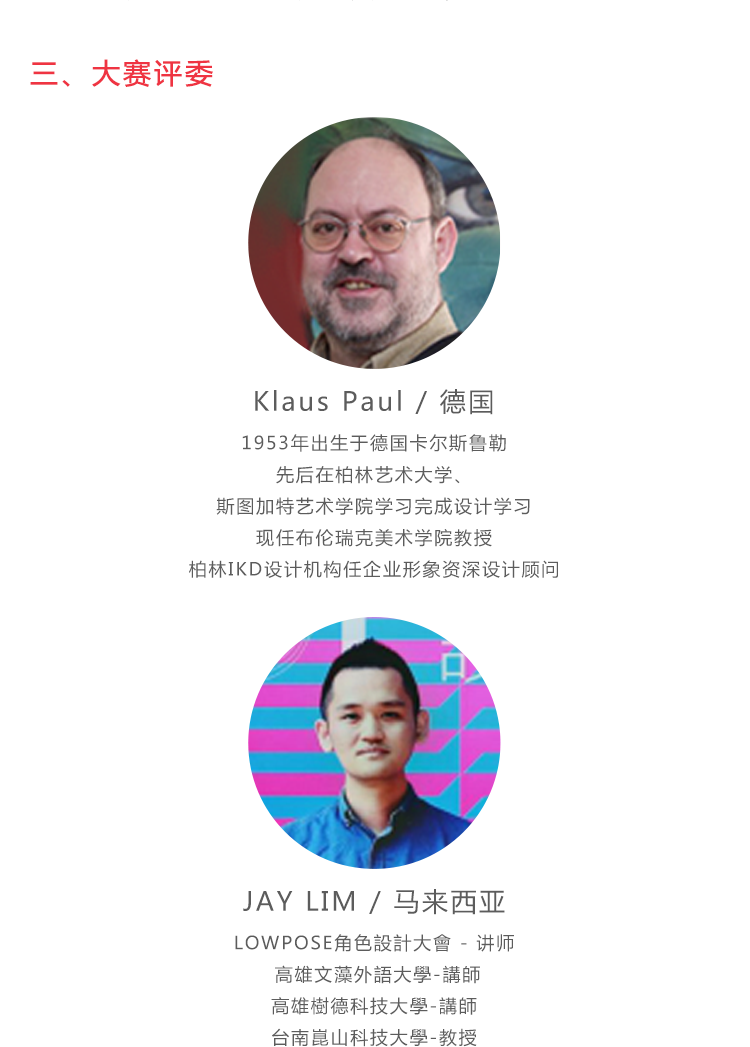 三、大赛评委
Klaus Paul / 德国
1953年出生于德国卡尔斯鲁勒
先后在柏林艺术大学、
斯图加特艺术学院学习完成设计学习
现任布伦瑞克美术学院教授
柏林IKD设计机构任企业形象资深设计顾问
JAY LIM / 马来西亚
LOWPOSE角色設計大會 - 讲师
高雄文藻外語大學-講師
高雄樹德科技大學-講師
台南崑山科技大學-教授